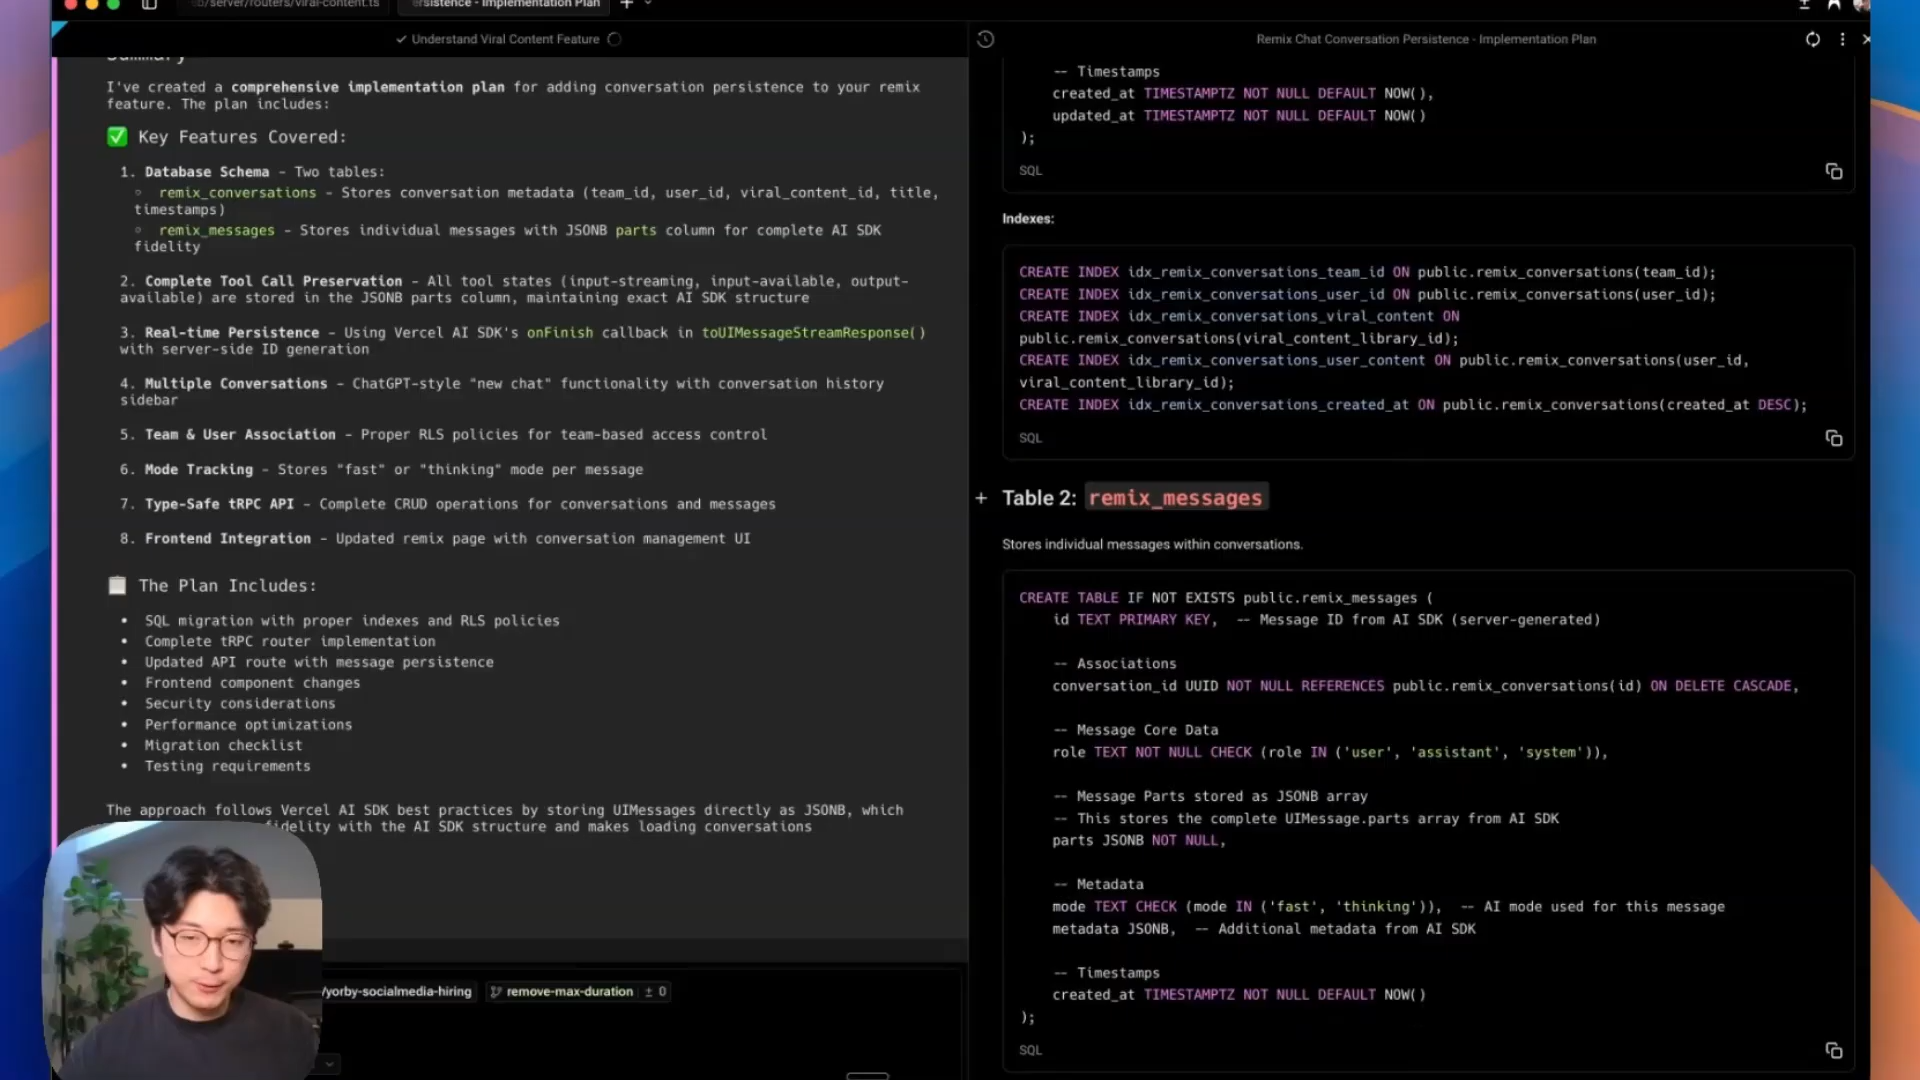 b/server/routers/viral-content.ts
ersistence - Implementation Plan
Understand Viral Content Feature
Summary
I've created a comprehensive implementation plan for adding conversation persistence to your remix
feature. The plan includes:
✅ Key Features Covered:
1. Database Schema - Two tables:
○ remix_conversations - Stores conversation metadata (team_id, user_id, viral_content_id, title,
timestamps)
○ remix_messages - Stores individual messages with JSONB parts column for complete AI SDK
fidelity
2. Complete Tool Call Preservation - All tool states (input-streaming, input-available, output-
available) are stored in the JSONB parts column, maintaining exact AI SDK structure
3. Real-time Persistence - Using Vercel AI SDK's onFinish callback in toUIMessageStreamResponse()
with server-side ID generation
4. Multiple Conversations - ChatGPT-style "new chat" functionality with conversation history
sidebar
5. Team & User Association - Proper RLS policies for team-based access control
6. Mode Tracking - Stores "fast" or "thinking" mode per message
7. Type-Safe tRPC API - Complete CRUD operations for conversations and messages
8. Frontend Integration - Updated remix page with conversation management UI
📋 The Plan Includes:
• SQL migration with proper indexes and RLS policies
• Complete tRPC router implementation
• Updated API route with message persistence
• Frontend component changes
• Security considerations
• Performance optimizations
• Migration checklist
• Testing requirements
The approach follows Vercel AI SDK best practices by storing UIMessages directly as JSONB, which
fidelity with the AI SDK structure and makes loading conversations
/yorby-socialmedia-hiring
remove-max-duration ± 0
Remix Chat Conversation Persistence - Implementation Plan
-- Timestamps
created_at TIMESTAMPTZ NOT NULL DEFAULT NOW(),
updated_at TIMESTAMPTZ NOT NULL DEFAULT NOW()
);
SQL
Indexes:
CREATE INDEX idx_remix_conversations_team_id ON public.remix_conversations(team_id);
CREATE INDEX idx_remix_conversations_user_id ON public.remix_conversations(user_id);
CREATE INDEX idx_remix_conversations_viral_content ON
public.remix_conversations(viral_content_library_id);
CREATE INDEX idx_remix_conversations_user_content ON public.remix_conversations(user_id,
viral_content_library_id);
CREATE INDEX idx_remix_conversations_created_at ON public.remix_conversations(created_at DESC);
SQL
+ Table 2: remix_messages
Stores individual messages within conversations.
CREATE TABLE IF NOT EXISTS public.remix_messages (
id TEXT PRIMARY KEY, -- Message ID from AI SDK (server-generated)
-- Associations
conversation_id UUID NOT NULL REFERENCES public.remix_conversations(id) ON DELETE CASCADE,
-- Message Core Data
role TEXT NOT NULL CHECK (role IN ('user', 'assistant', 'system')),
-- Message Parts stored as JSONB array
-- This stores the complete UIMessage.parts array from AI SDK
parts JSONB NOT NULL,
-- Metadata
mode TEXT CHECK (mode IN ('fast', 'thinking')), -- AI mode used for this message
metadata JSONB, -- Additional metadata from AI SDK
-- Timestamps
created_at TIMESTAMPTZ NOT NULL DEFAULT NOW()
);
SQL